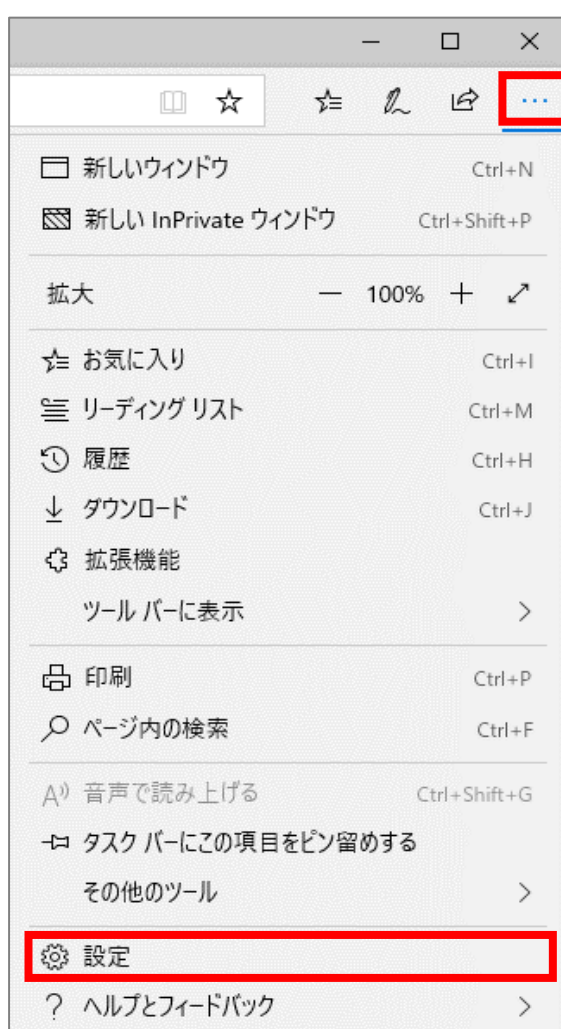 新しいウィンドウ Ctrl+N
新しい InPrivate ウィンドウ Ctrl+Shift+P
拡大 — 100% +
お気に入り Ctrl+I
リーディング リスト Ctrl+M
履歴 Ctrl+H
ダウンロード Ctrl+J
拡張機能
ツール バーに表示
印刷 Ctrl+P
ページ内の検索 Ctrl+F
音声で読み上げる Ctrl+Shift+G
タスク バーにこの項目をピン留めする
その他のツール
設定
? ヘルプとフィードバック